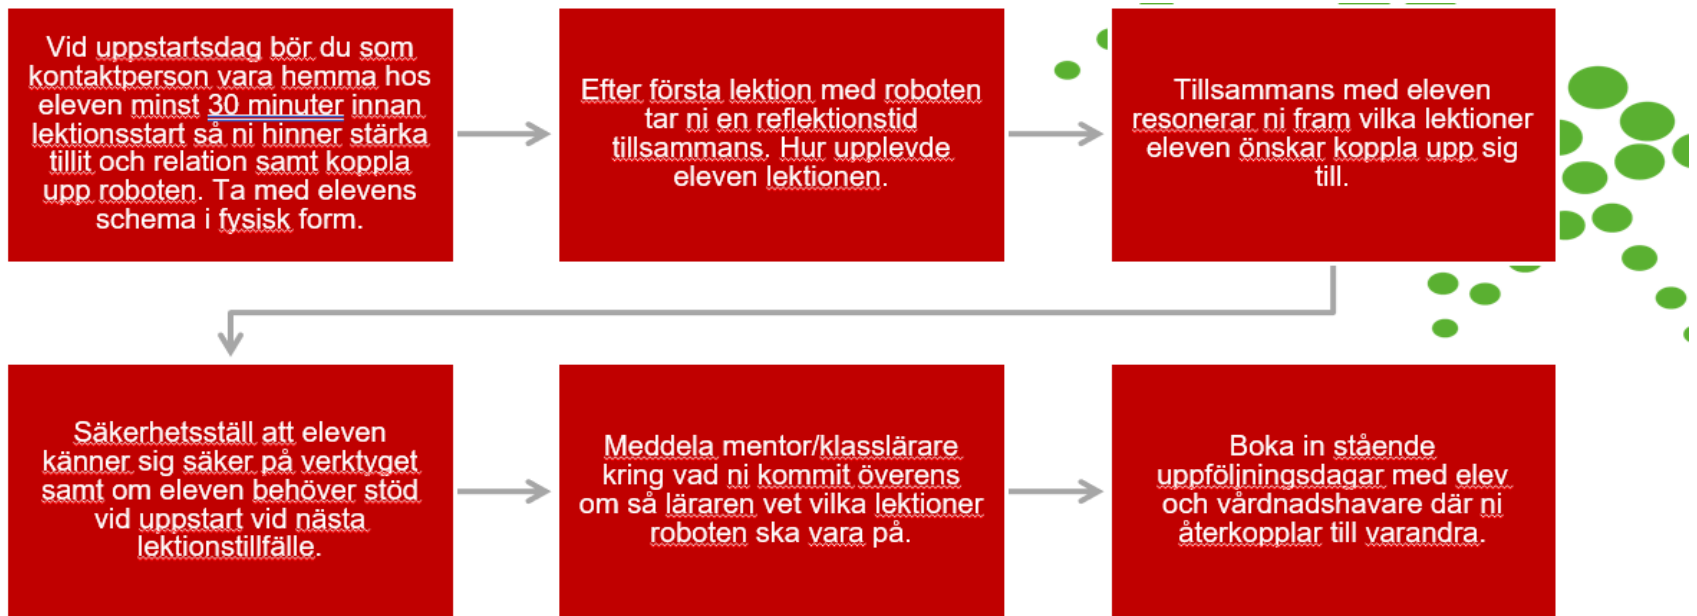 Vid uppstartsdag bör du som
kontaktperson vara hemma hos
eleven minst 30 minuter innan
lektionsstart så ni hinner stärka
tillit och relation samt koppla
upp roboten. Ta med elevens
schema i fysisk form.
Efter första lektion med roboten
tar ni en reflektionstid
tillsammans. Hur upplevde
eleven lektionen.
Tillsammans med eleven
resonerar ni fram vilka lektioner
eleven önskar koppla upp sig
till.
Säkerhetsställ att eleven
känner sig säker på verktyget
samt om eleven behöver stöd
vid uppstart vid nästa
lektionstillfälle.
Meddela mentor/klasslärare
kring vad ni kommit överens
om så läraren vet vilka lektioner
roboten ska vara på.
Boka in stående
uppföljningsdagar med elev
och vårdnadshavare där ni
återkopplar till varandra.